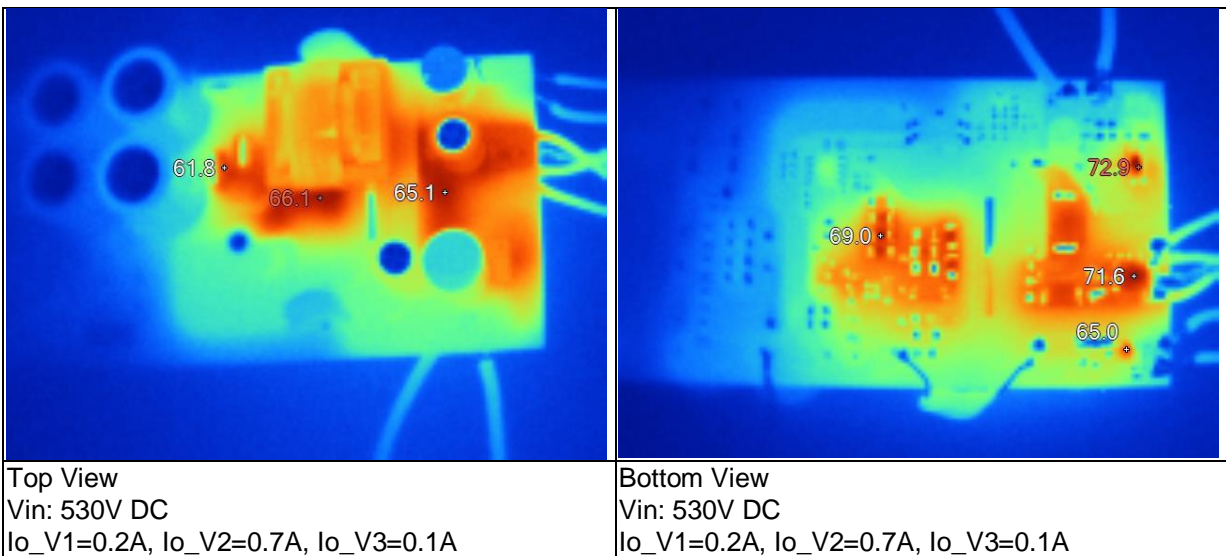 61.8
66.1
65.1
72.9
69.0
71.6
65.0
Top View
Vin: 530V DC
Io_V1=0.2A, Io_V2=0.7A, Io_V3=0.1A
Bottom View
Vin: 530V DC
Io_V1=0.2A, Io_V2=0.7A, Io_V3=0.1A